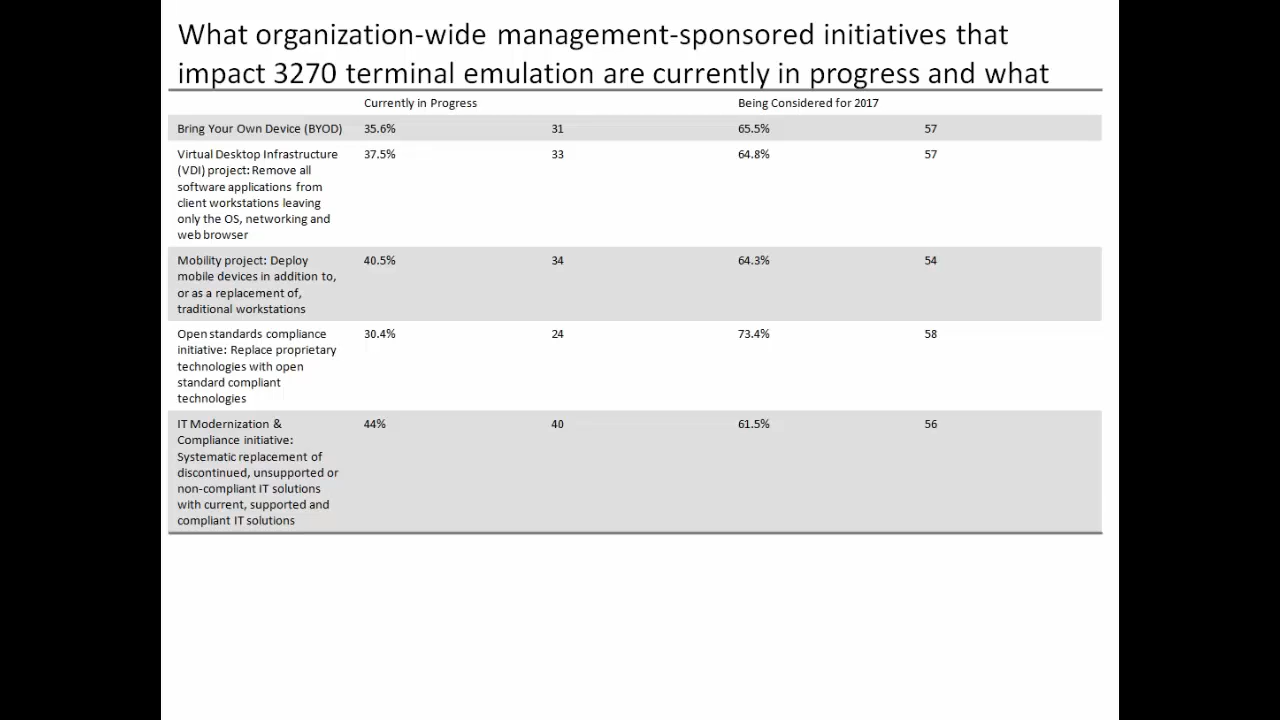 What organization-wide management-sponsored initiatives that
impact 3270 terminal emulation are currently in progress and what
Currently in Progress Being Considered for 2017
Bring Your Own Device (BYOD) 35.6% 31 65.5% 57
Virtual Desktop Infrastructure 37.5% 33 64.8% 57
(VDI) project: Remove all
software applications from
client workstations leaving
only the OS, networking and
web browser
Mobility project: Deploy 40.5% 34 64.3% 54
mobile devices in addition to,
or as a replacement of,
traditional workstations
Open standards compliance 30.4% 24 73.4% 58
initiative: Replace proprietary
technologies with open
standard compliant
technologies
IT Modernization & 44% 40 61.5% 56
Compliance initiative:
Systematic replacement of
discontinued, unsupported or
non-compliant IT solutions
with current, supported and
compliant IT solutions